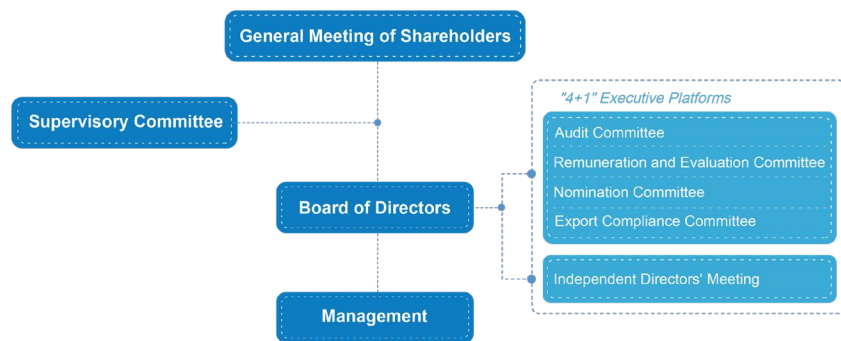 General Meeting of Shareholders
Supervisory Committee
"4+1" Executive Platforms
Audit Committee
Remuneration and Evaluation Committee
Nomination Committee
Export Compliance Committee
Board of Directors
Independent Directors' Meeting
Management